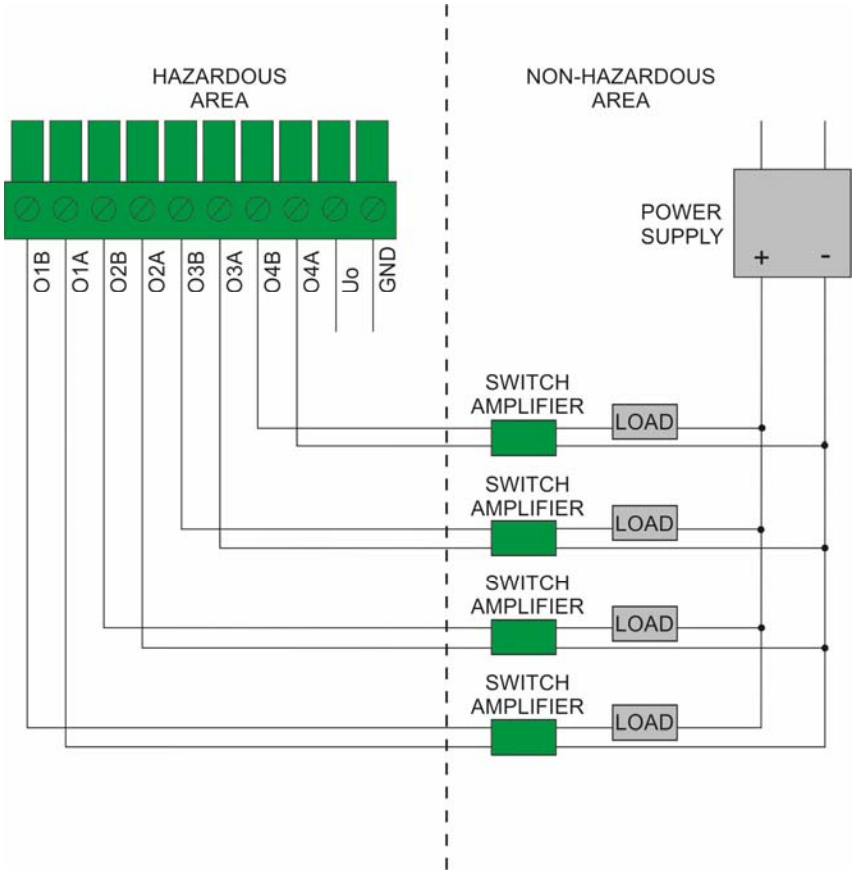 HAZARDOUS
AREA
NON-HAZARDOUS
AREA
POWER
SUPPLY
+ -
O1B
O1A
O2B
O2A
O3B
O3A
O4B
O4A
Uo
GND
SWITCH
AMPLIFIER
LOAD
SWITCH
AMPLIFIER
LOAD
SWITCH
AMPLIFIER
LOAD
SWITCH
AMPLIFIER
LOAD